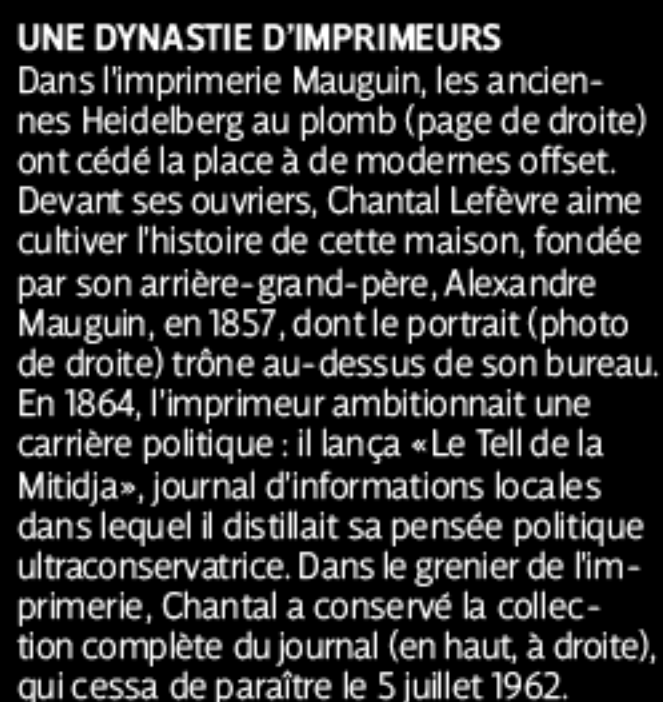 UNE DYNASTIE D'IMPRIMEURS
Dans l'imprimerie Mauguin, les ancien-
nes Heidelberg au plomb (page de droite)
ont cédé la place à de modernes offset.
Devant ses ouvriers, Chantal Lefèvre aime
cultiver l'histoire de cette maison, fondée
par son arrière-grand-père, Alexandre
Mauguin, en 1857, dont le portrait (photo
de droite) trône au-dessus de son bureau.
En 1864, l'imprimeur ambitionnait une
carrière politique : il lança «Le Tell de la
Mitidja», journal d'informations locales
dans lequel il distillait sa pensée politique
ultraconservatrice. Dans le grenier de l'im-
primerie, Chantal a conservé la collec-
tion complète du journal (en haut, à droite),
qui cessa de paraître le 5 juillet 1962.